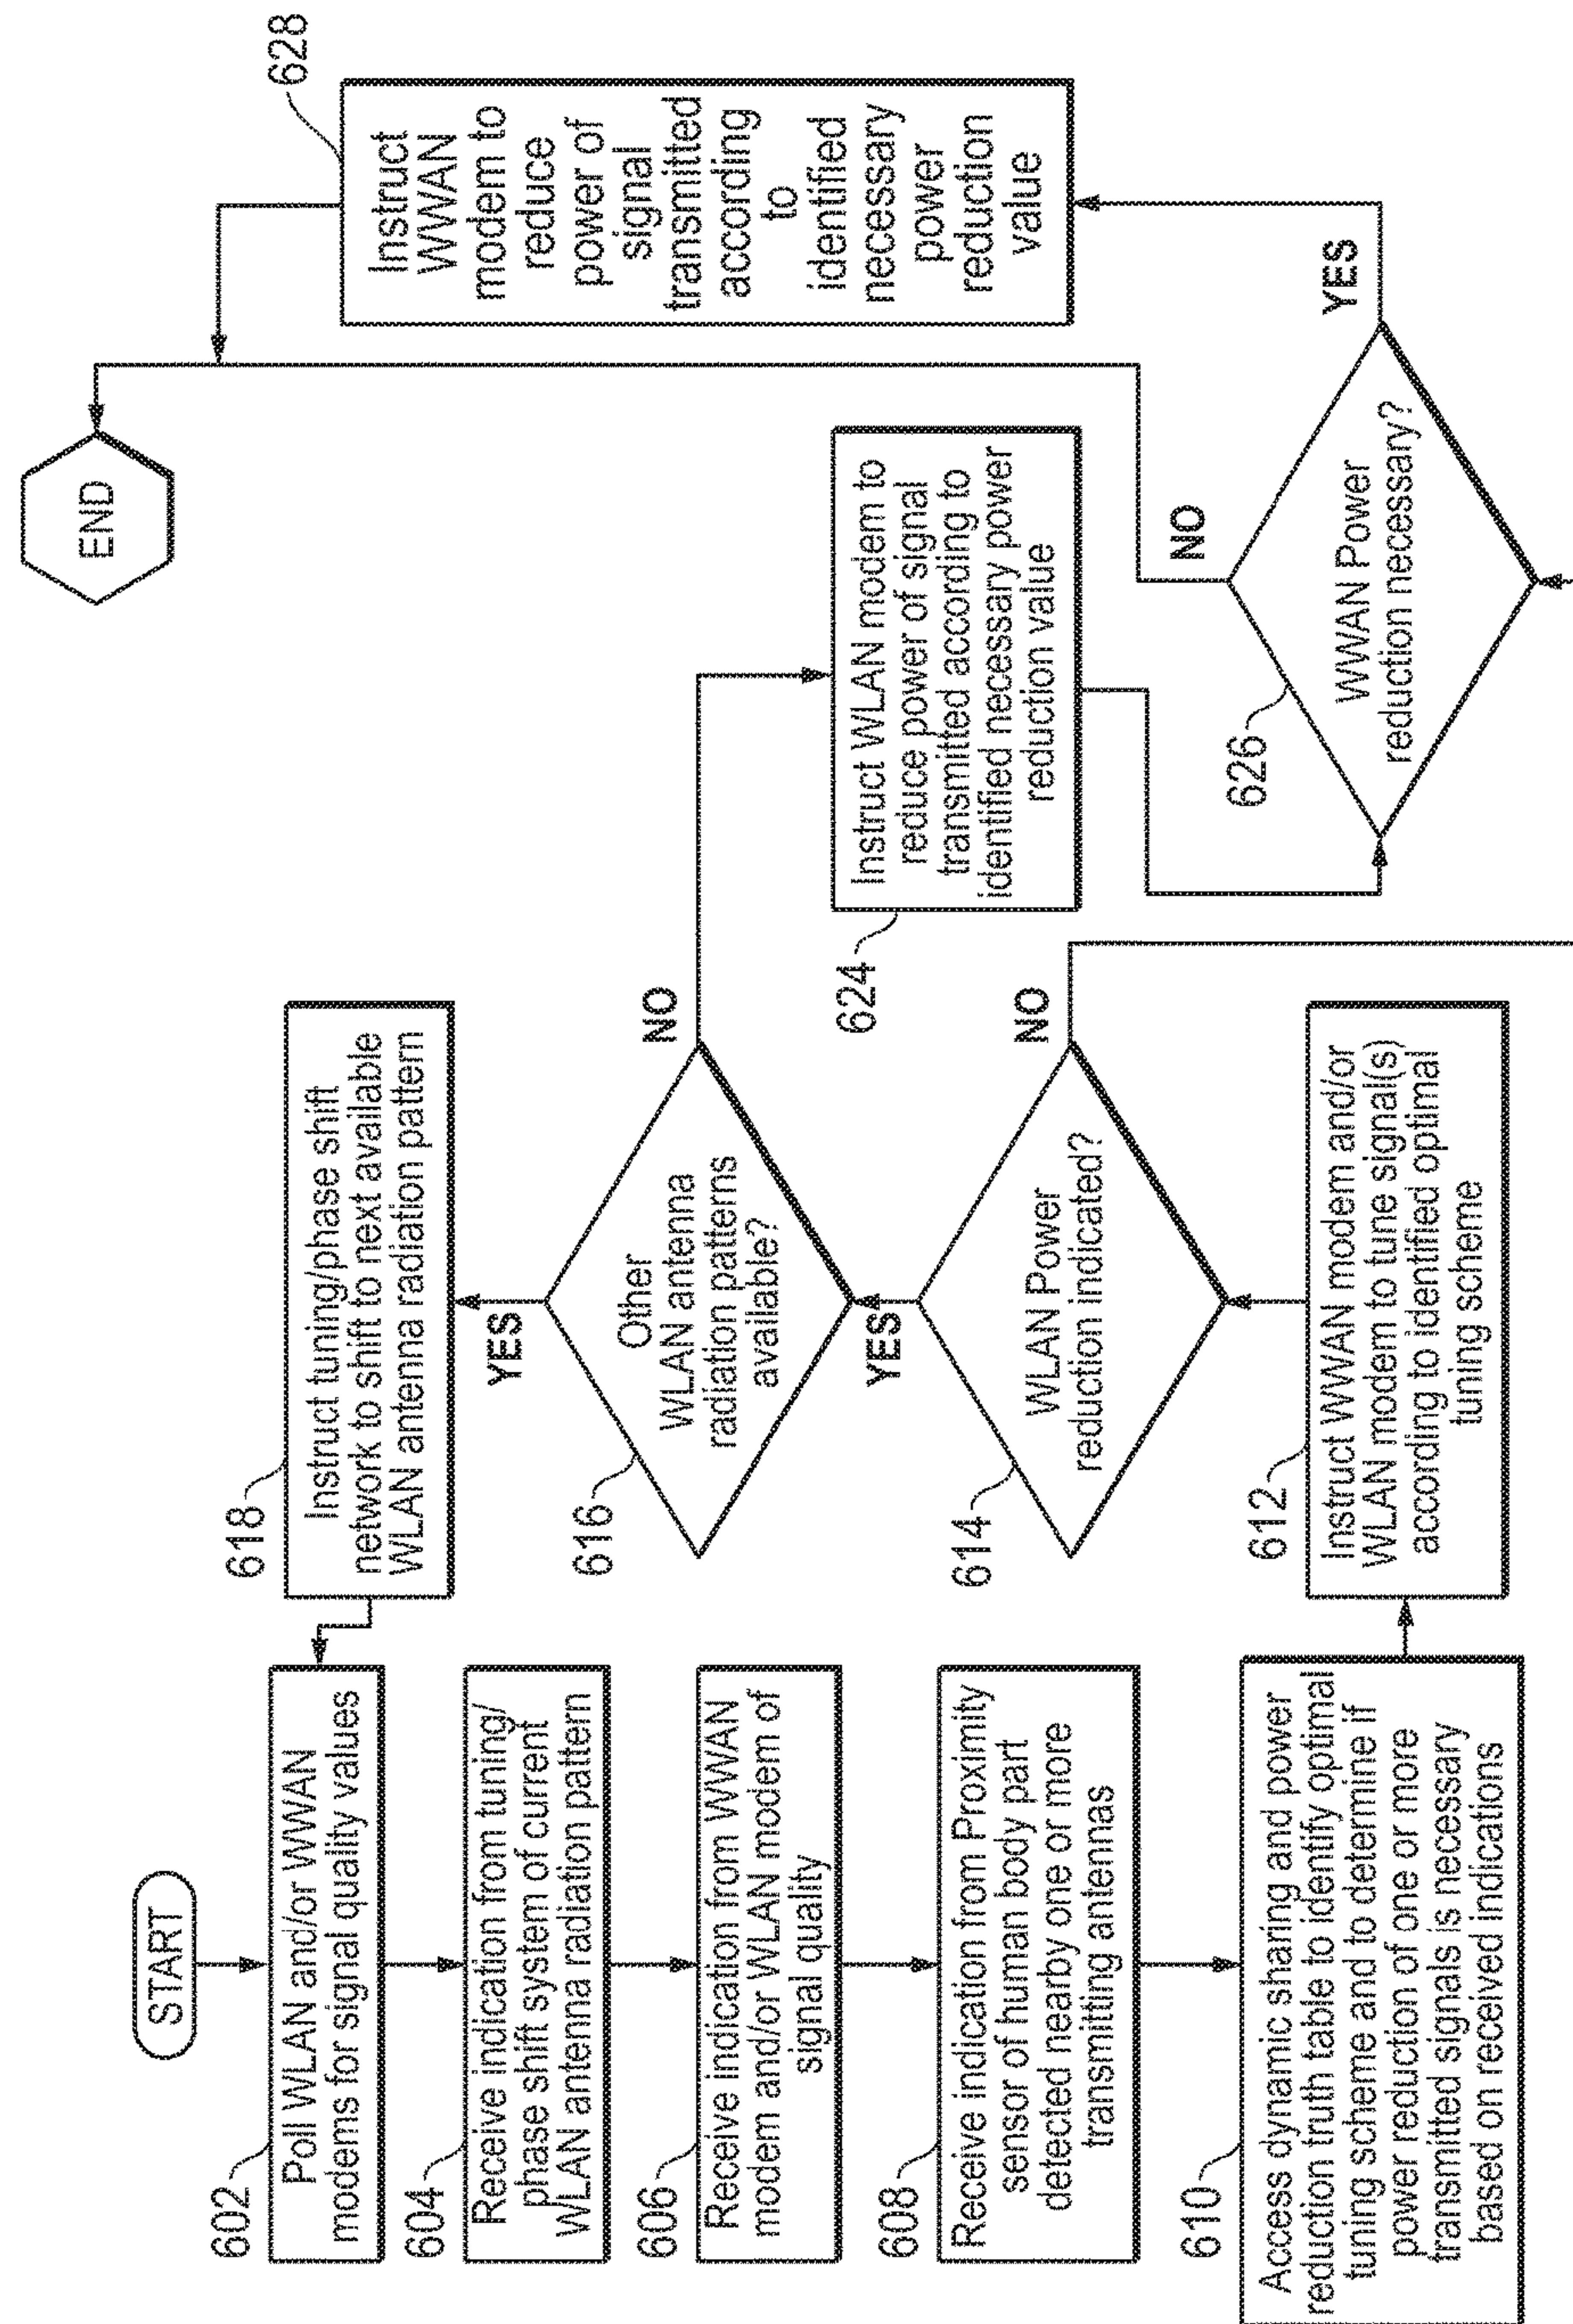 START
602
Poll WLAN and/or WWAN
modems for signal quality values
604
Receive indication from tuning/
phase shift system of current
WLAN antenna radiation pattern
606
Receive indication from WWAN
modem and/or WLAN modem of
signal quality
608
Receive indication from Proximity
sensor of human body part
detected nearby one or more
transmitting antennas
610
Access dynamic sharing and power
reduction truth table to identify optimal
tuning scheme and to determine if
power reduction of one or more
transmitted signals is necessary
based on received indications
618
Instruct tuning/phase shift
network to shift to next available
WLAN antenna radiation pattern
YES
616
Other
WLAN antenna
radiation patterns
available?
NO
YES
614
WLAN Power
reduction indicated?
NO
612
Instruct WWAN modem and/or
WLAN modem to tune signal(s)
according to identified optimal
tuning scheme
624
Instruct WLAN modem to
reduce power of signal
transmitted according to
identified necessary power
reduction value
626
WWAN Power
reduction necessary?
NO
YES
END
628
Instruct
WWAN
modem to
reduce
power of
signal
transmitted
according
to
identified
necessary
power
reduction
value